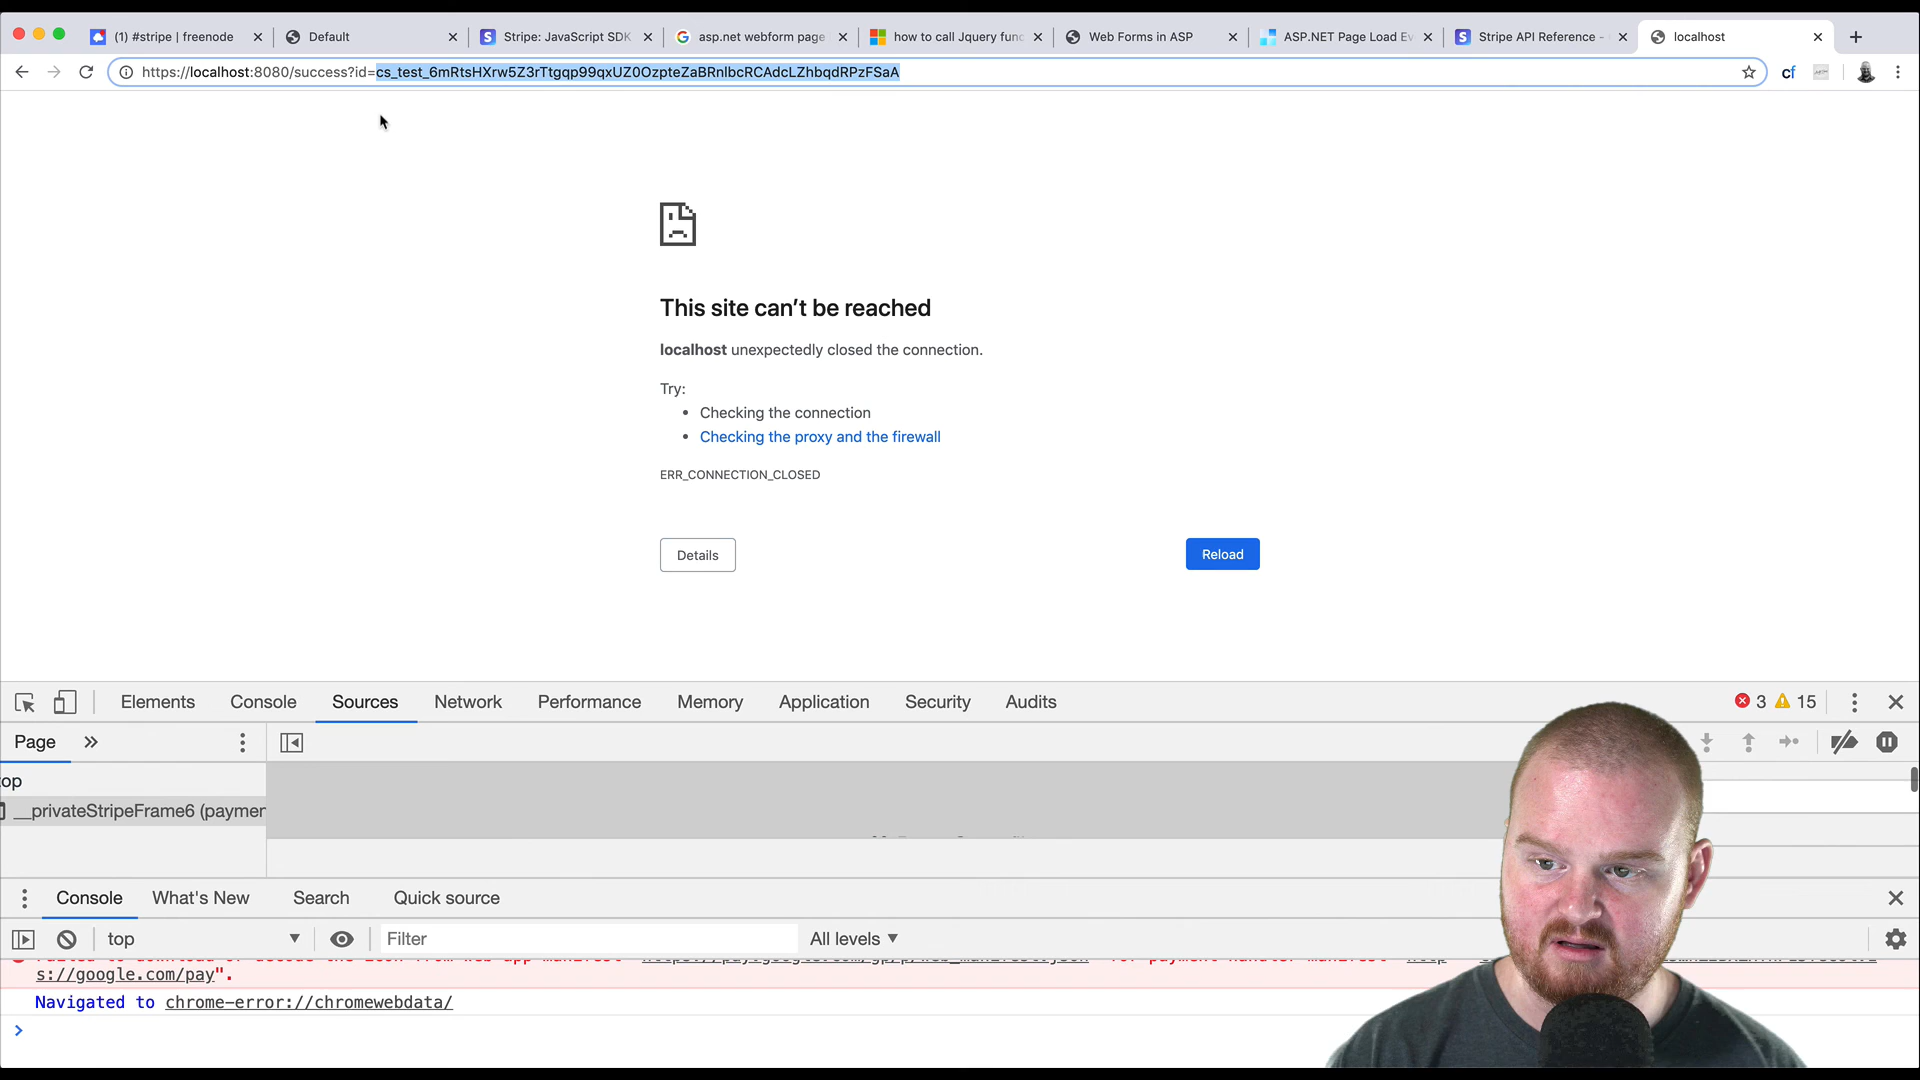 (1) #stripe | freenode
Default
Stripe: JavaScript SDK
asp.net webform page
how to call Jquery func
Web Forms in ASP
ASP.NET Page Load Ev
Stripe API Reference -
localhost
https://localhost:8080/success?id=cs_test_6mRtsHXrw5Z3rTtgqp99qxUZ0OzpteZaBRnlbcRCAdcLZhbqdRPzFSaA
cf
This site can’t be reached
localhost unexpectedly closed the connection.
Try:
• Checking the connection
• Checking the proxy and the firewall
ERR_CONNECTION_CLOSED
Details
Reload
Elements
Console
Sources
Network
Performance
Memory
Application
Security
Audits
3
15
Page
top
__privateStripeFrame6 (paymen
Console
What's New
Search
Quick source
top
Filter
All levels
s://google.com/pay".
Navigated to chrome-error://chromewebdata/